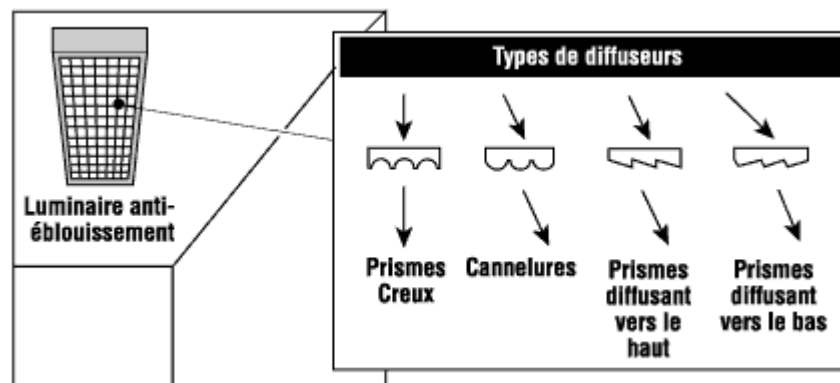 Types de diffuseurs
Luminaire anti-
éblouissement
Prismes
Creux
Cannelures
Prismes
diffusant
vers le
haut
Prismes
diffusant
vers le bas